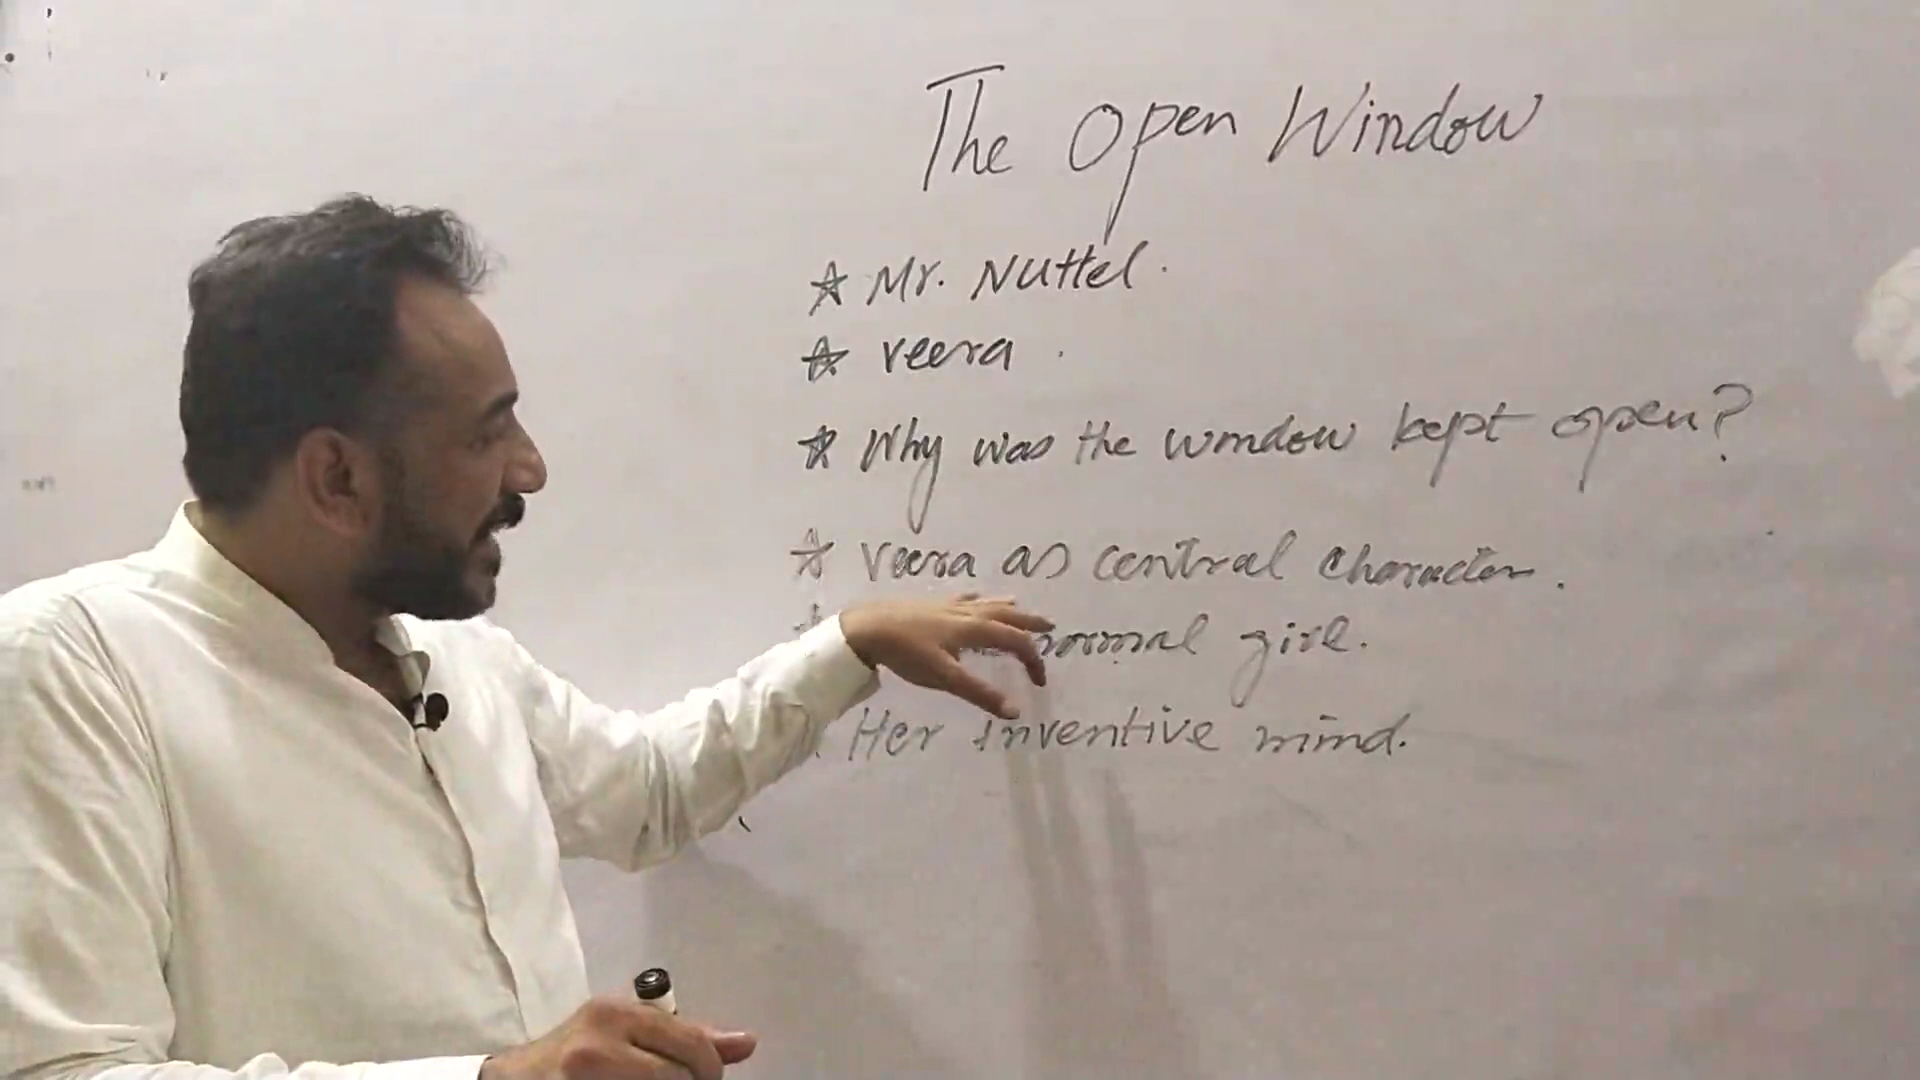 The Open Window
Mr. Nuttel.
veera.
Why was the window kept open?
Veera as central character.
normal girl.
Her inventive mind.